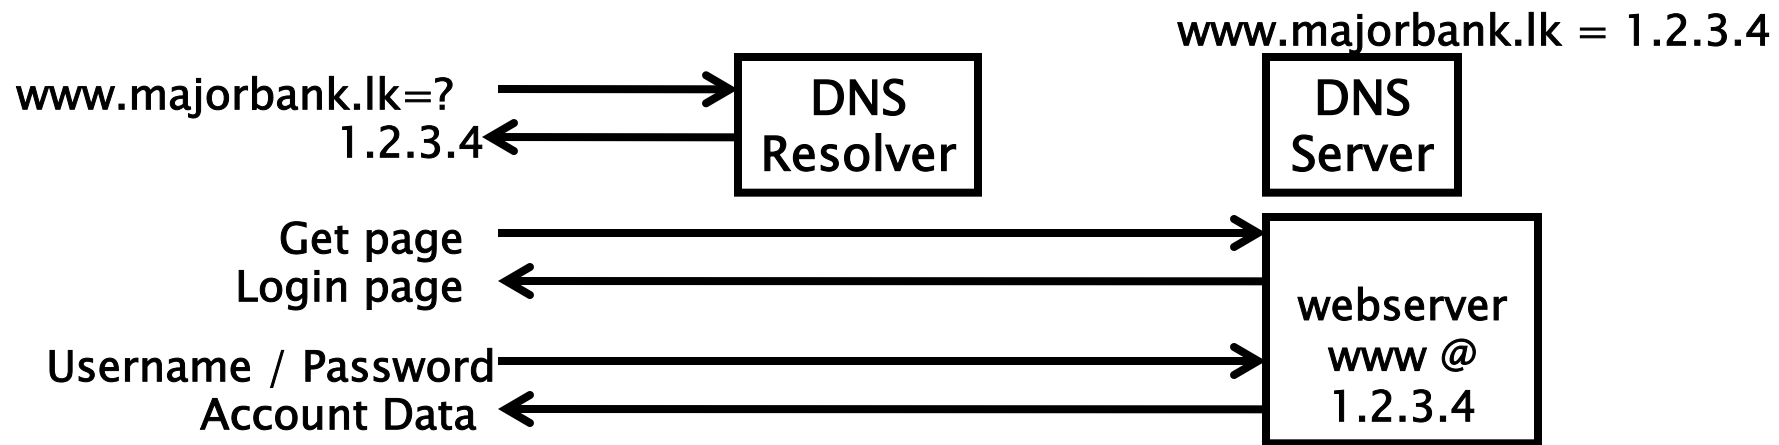 www.majorbank.lk = 1.2.3.4
www.majorbank.lk=?
1.2.3.4
DNS
Resolver
DNS
Server
Get page
Login page
webserver
www @
1.2.3.4
Username / Password
Account Data